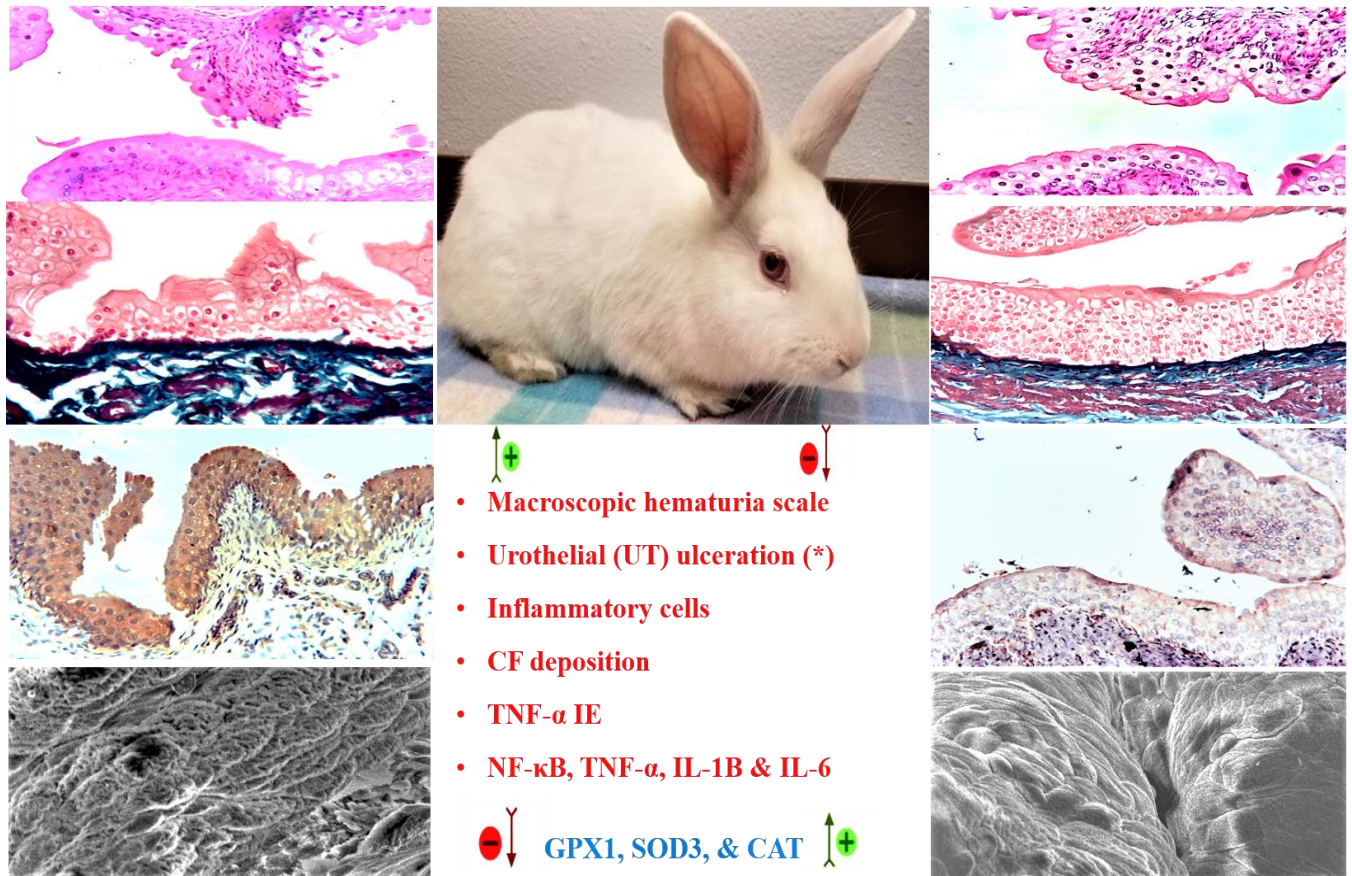 • Macroscopic hematuria scale
• Urothelial (UT) ulceration (*)
• Inflammatory cells
• CF deposition
• TNF-α IE
• NF-κB, TNF-α, IL-1B & IL-6
GPX1, SOD3, & CAT